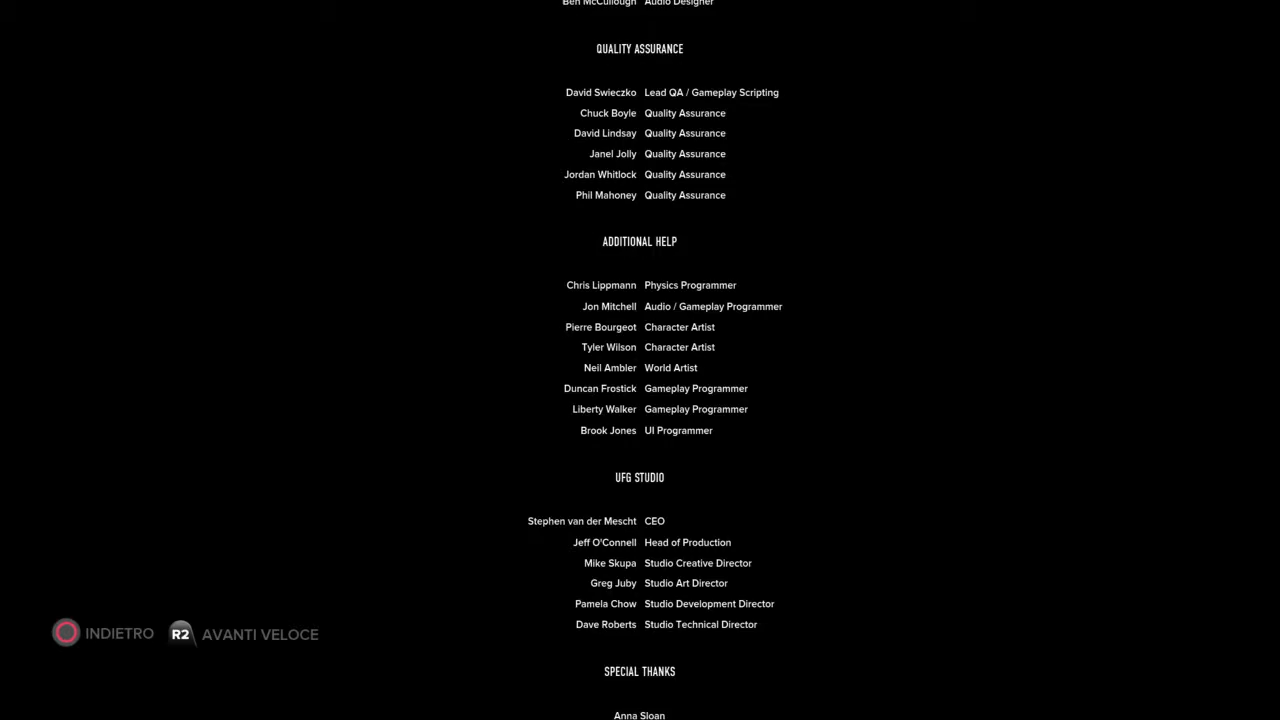 Ben McCullough Audio Designer
QUALITY ASSURANCE
David Swieczko Lead QA / Gameplay Scripting
Chuck Boyle Quality Assurance
David Lindsay Quality Assurance
Janel Jolly Quality Assurance
Jordan Whitlock Quality Assurance
Phil Mahoney Quality Assurance
ADDITIONAL HELP
Chris Lippmann Physics Programmer
Jon Mitchell Audio / Gameplay Programmer
Pierre Bourgeot Character Artist
Tyler Wilson Character Artist
Neil Ambler World Artist
Duncan Frostick Gameplay Programmer
Liberty Walker Gameplay Programmer
Brook Jones UI Programmer
UFG STUDIO
Stephen van der Mescht CEO
Jeff O'Connell Head of Production
Mike Skupa Studio Creative Director
Greg Juby Studio Art Director
Pamela Chow Studio Development Director
Dave Roberts Studio Technical Director
INDIETRO R2 AVANTI VELOCE
SPECIAL THANKS
Anna Sloan